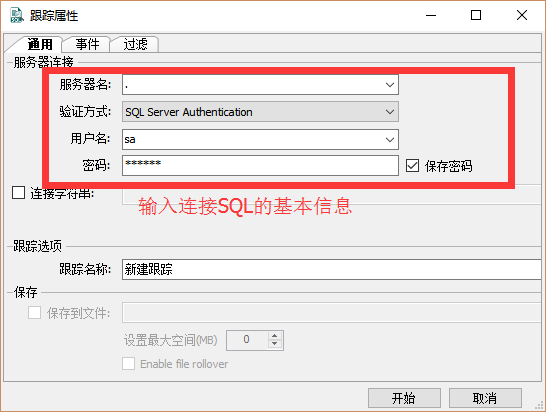 跟踪属性
通用 事件 过滤
服务器连接
服务器名: .
验证方式: SQL Server Authentication
用户名: sa
密码: ****** 保存密码
连接字符串:
输入连接SQL的基本信息
跟踪选项
跟踪名称: 新建跟踪
保存
保存到文件:
设置最大空间(MB) 0
Enable file rollover
开始 取消